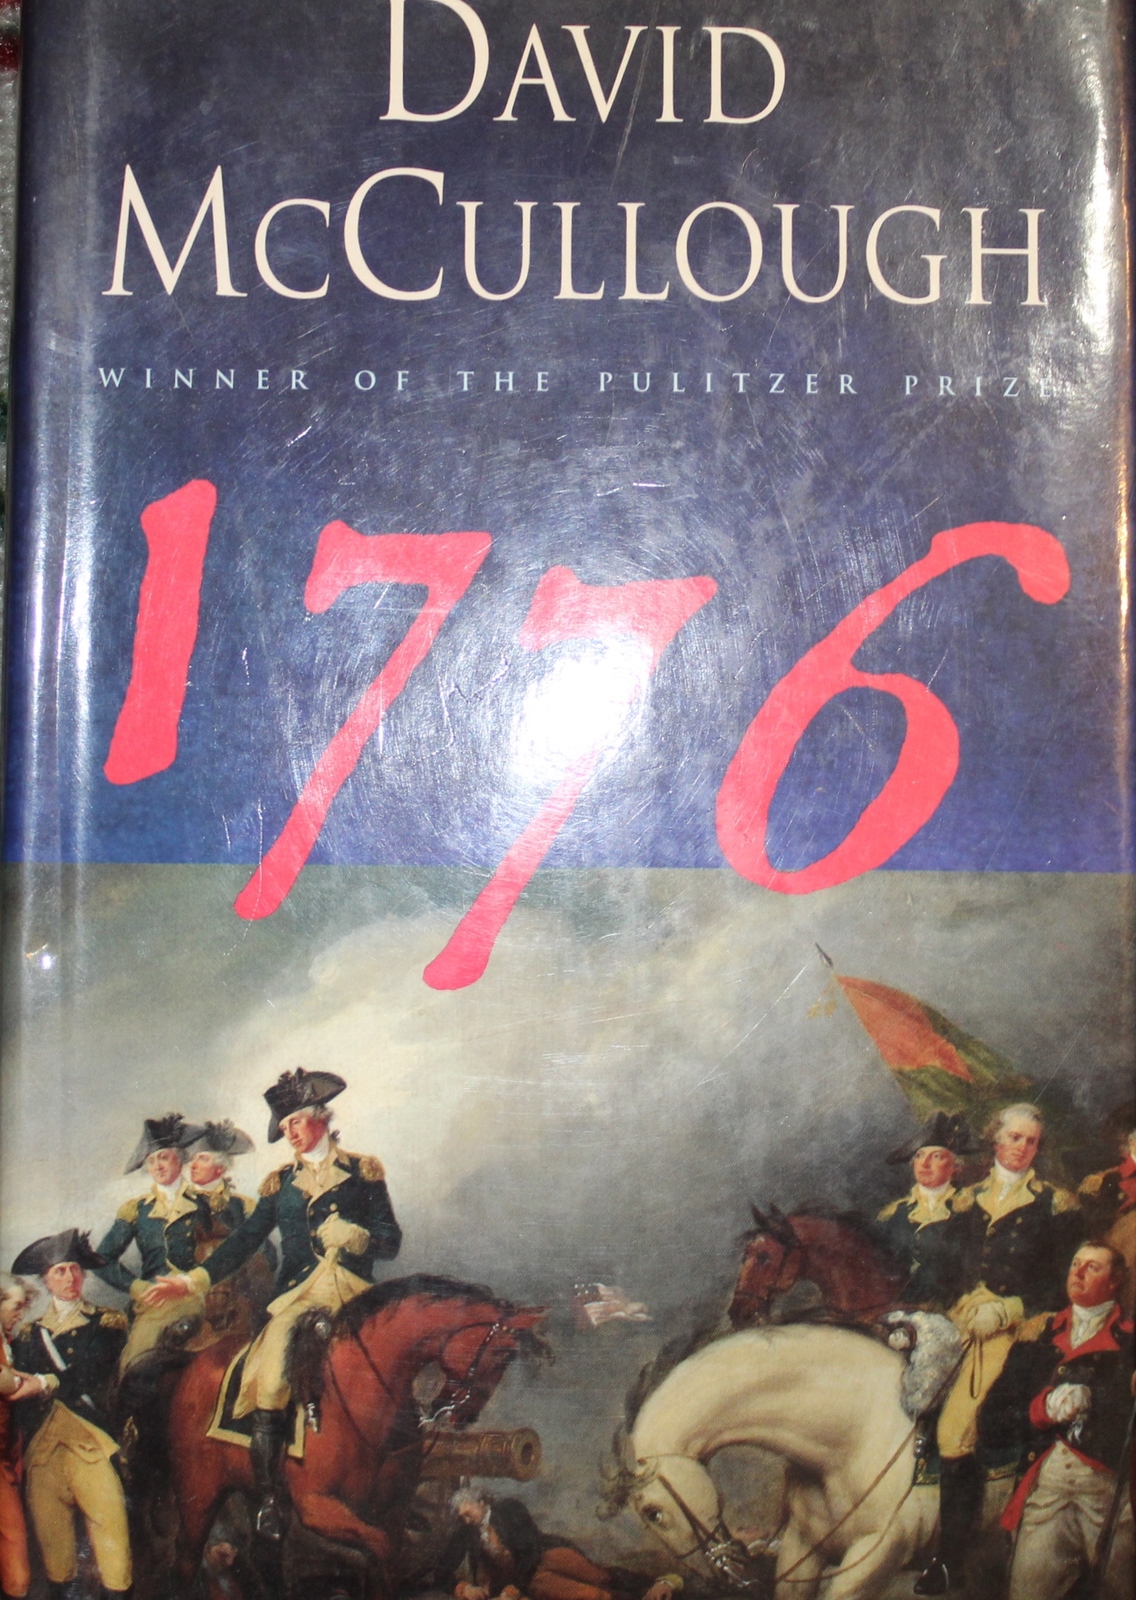 DAVID
MCCULLOUGH
WINNER OF THE PULITZER PRIZE
1776